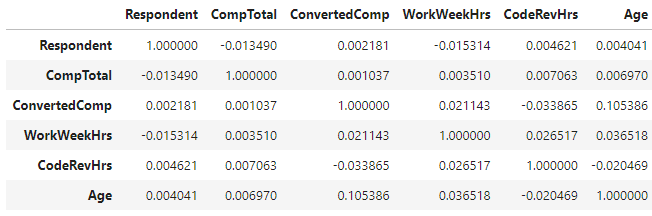 Respondent CompTotal ConvertedComp WorkWeekHrs CodeRevHrs Age
Respondent 1.000000 -0.013490 0.002181 -0.015314 0.004621 0.004041
CompTotal -0.013490 1.000000 0.001037 0.003510 0.007063 0.006970
ConvertedComp 0.002181 0.001037 1.000000 0.021143 -0.033865 0.105386
WorkWeekHrs -0.015314 0.003510 0.021143 1.000000 0.026517 0.036518
CodeRevHrs 0.004621 0.007063 -0.033865 0.026517 1.000000 -0.020469
Age 0.004041 0.006970 0.105386 0.036518 -0.020469 1.000000